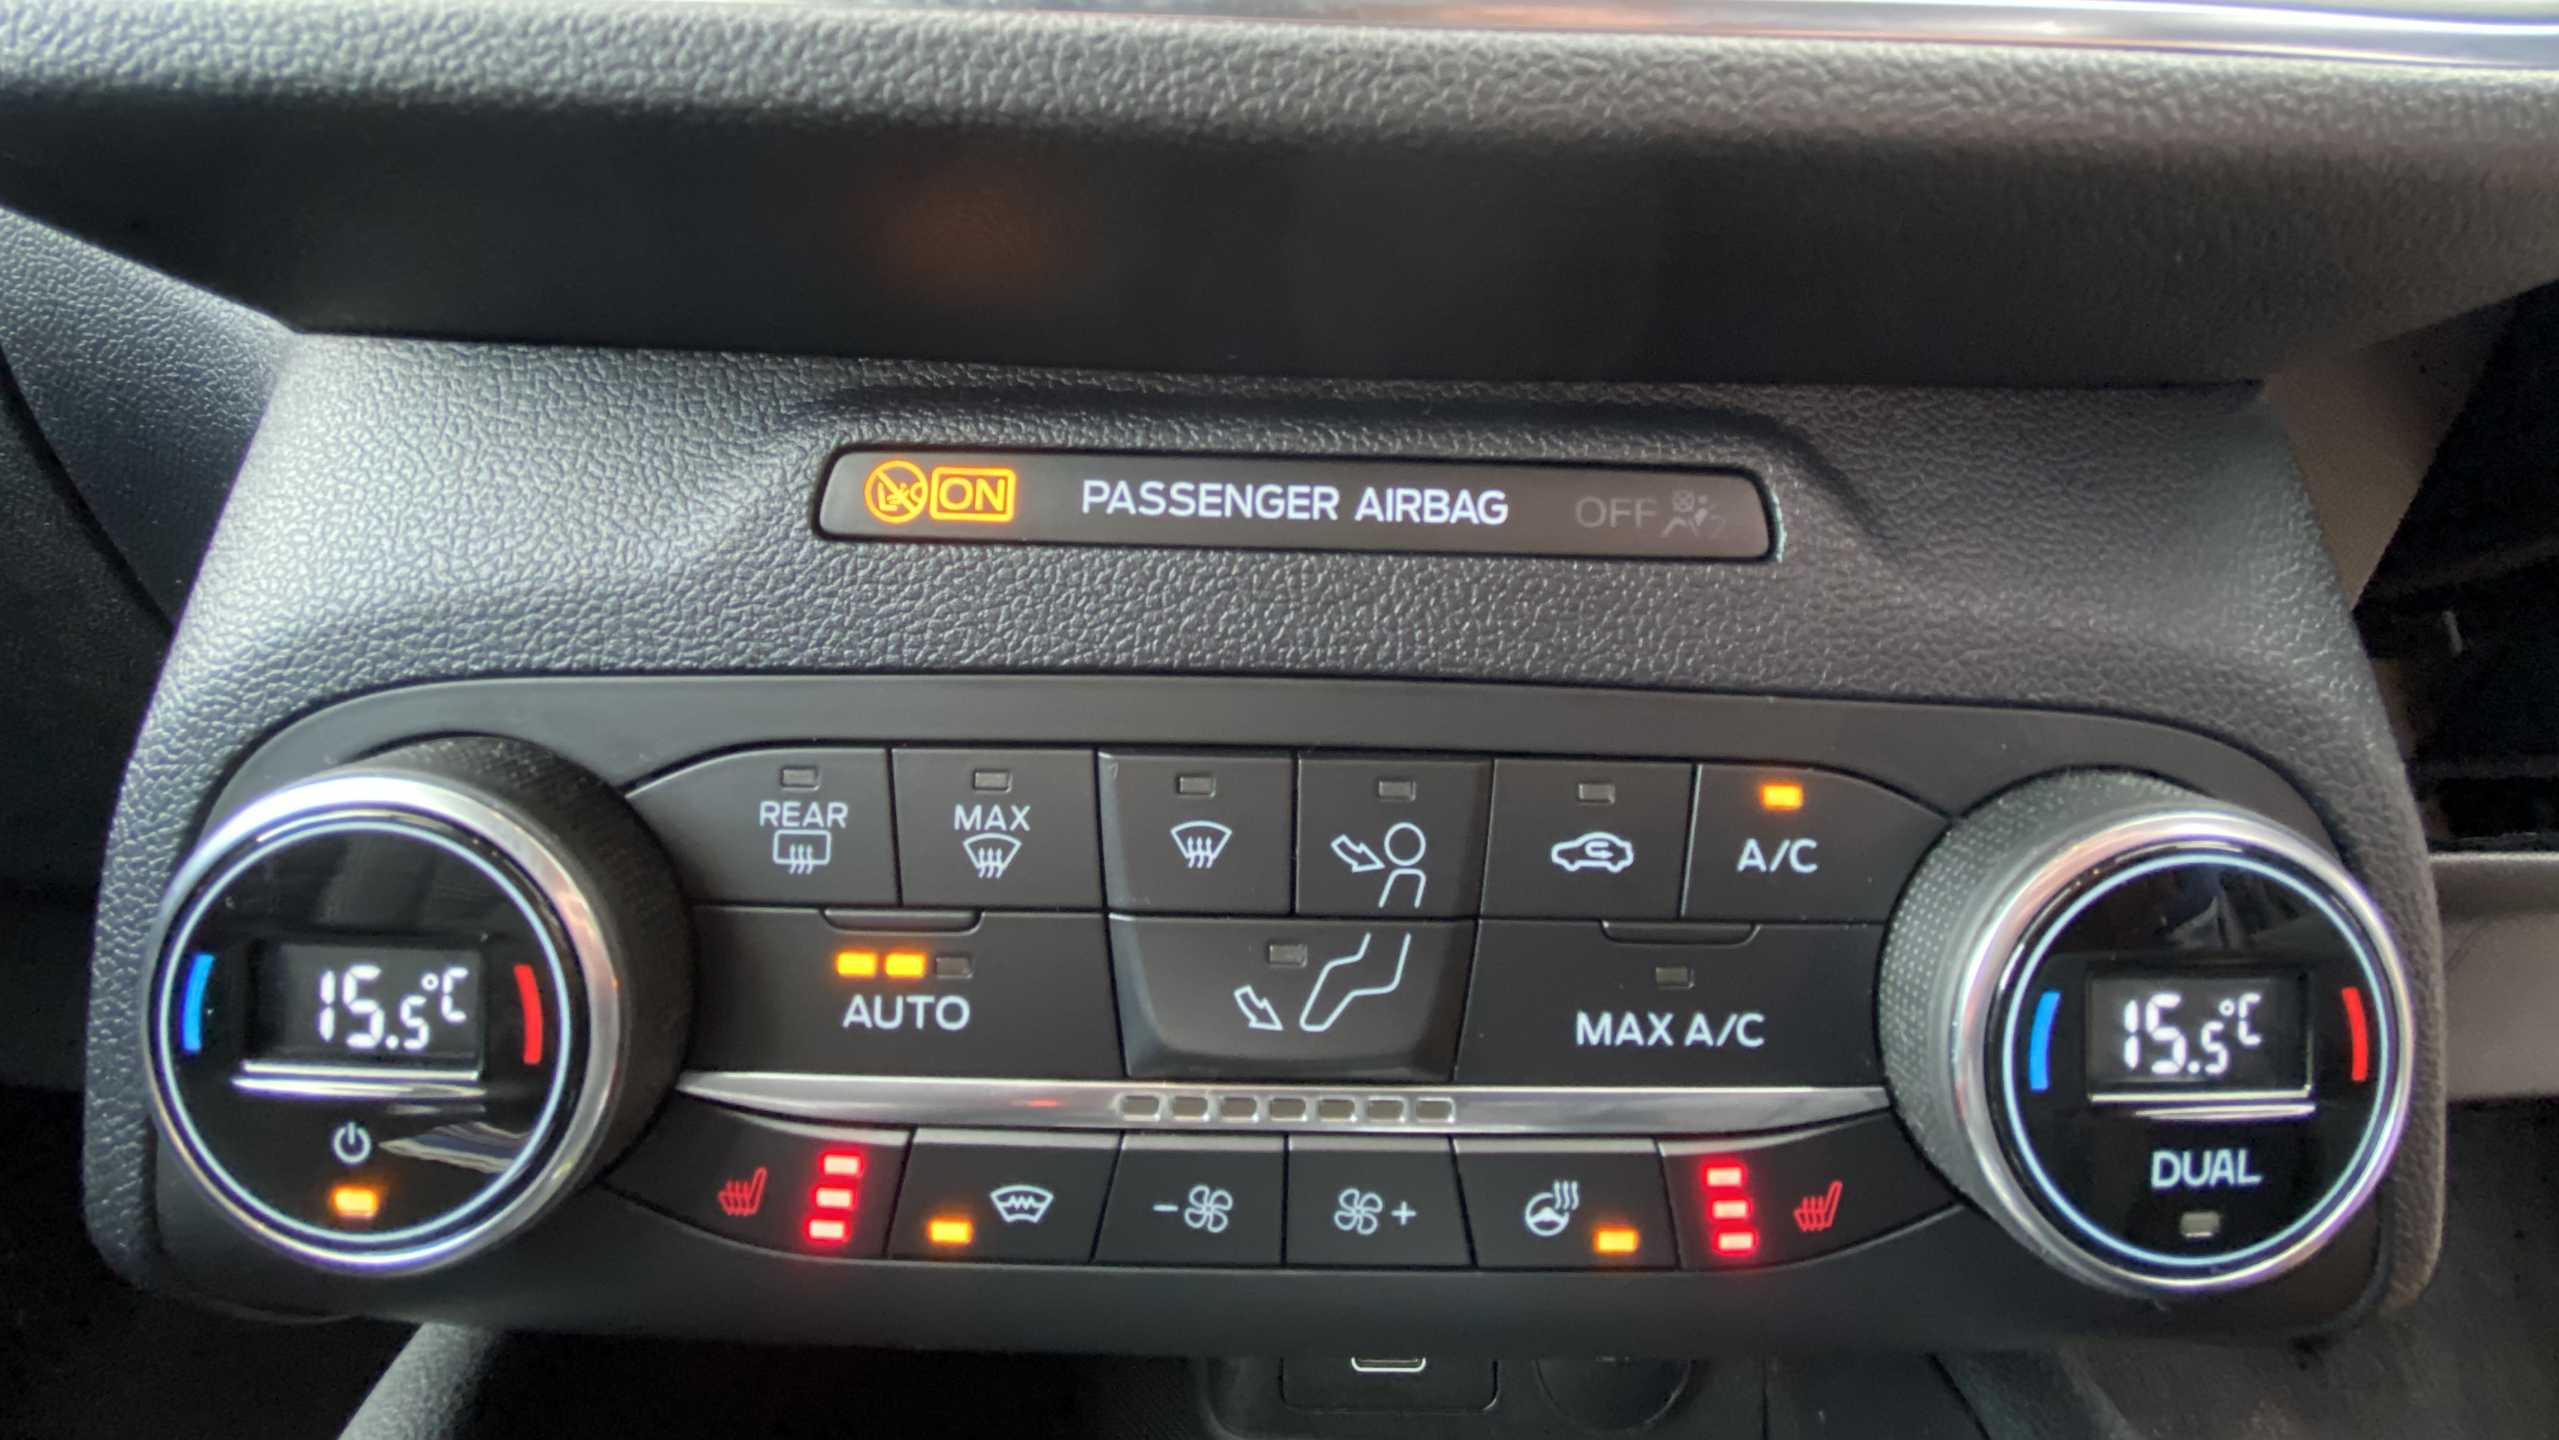 ON PASSENGER AIRBAG OFF
REAR
MAX
A/C
15.5°C
AUTO
MAX A/C
15.5°C
DUAL